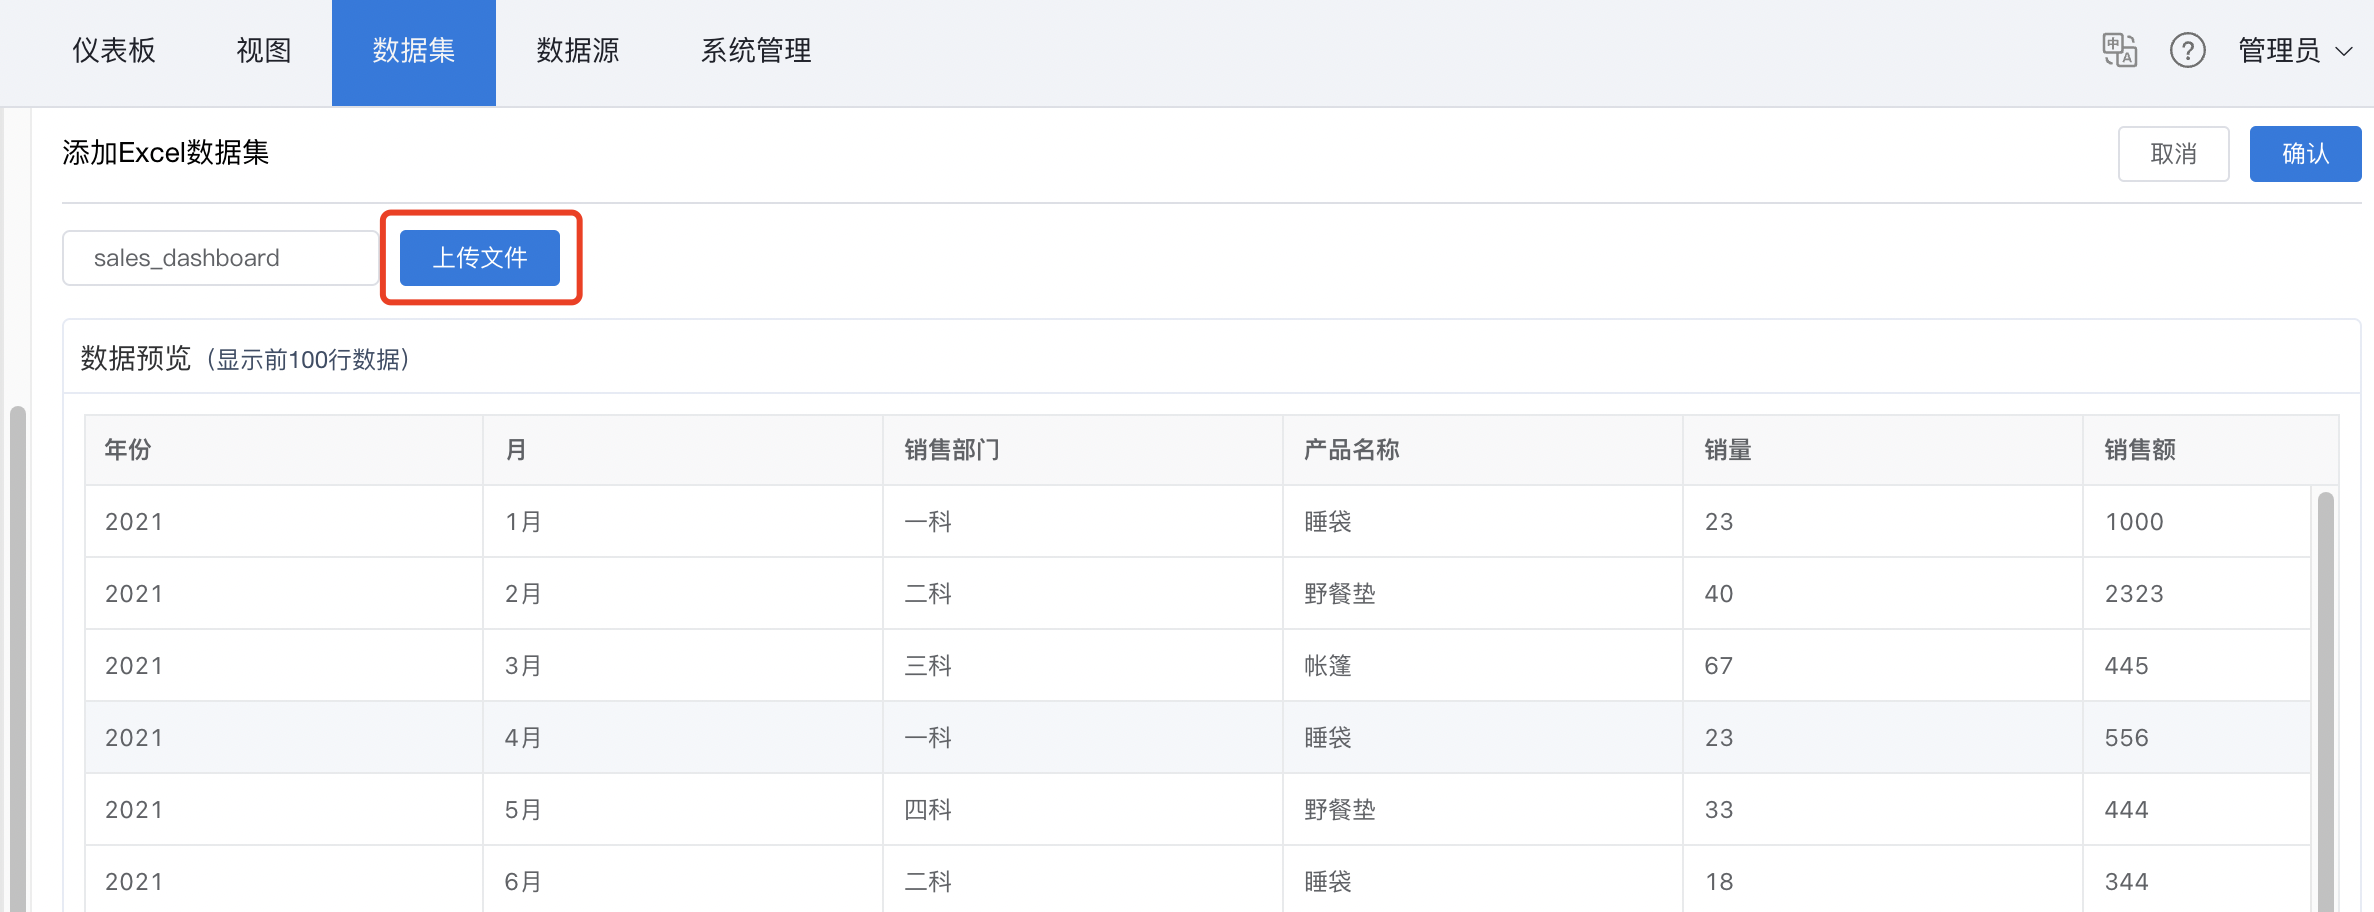 仪表板 视图 数据集 数据源 系统管理 中A ? 管理员
添加Excel数据集 取消 确认
sales_dashboard 上传文件
数据预览（显示前100行数据）
年份 月 销售部门 产品名称 销量 销售额
2021 1月 一科 睡袋 23 1000
2021 2月 二科 野餐垫 40 2323
2021 3月 三科 帐篷 67 445
2021 4月 一科 睡袋 23 556
2021 5月 四科 野餐垫 33 444
2021 6月 二科 睡袋 18 344